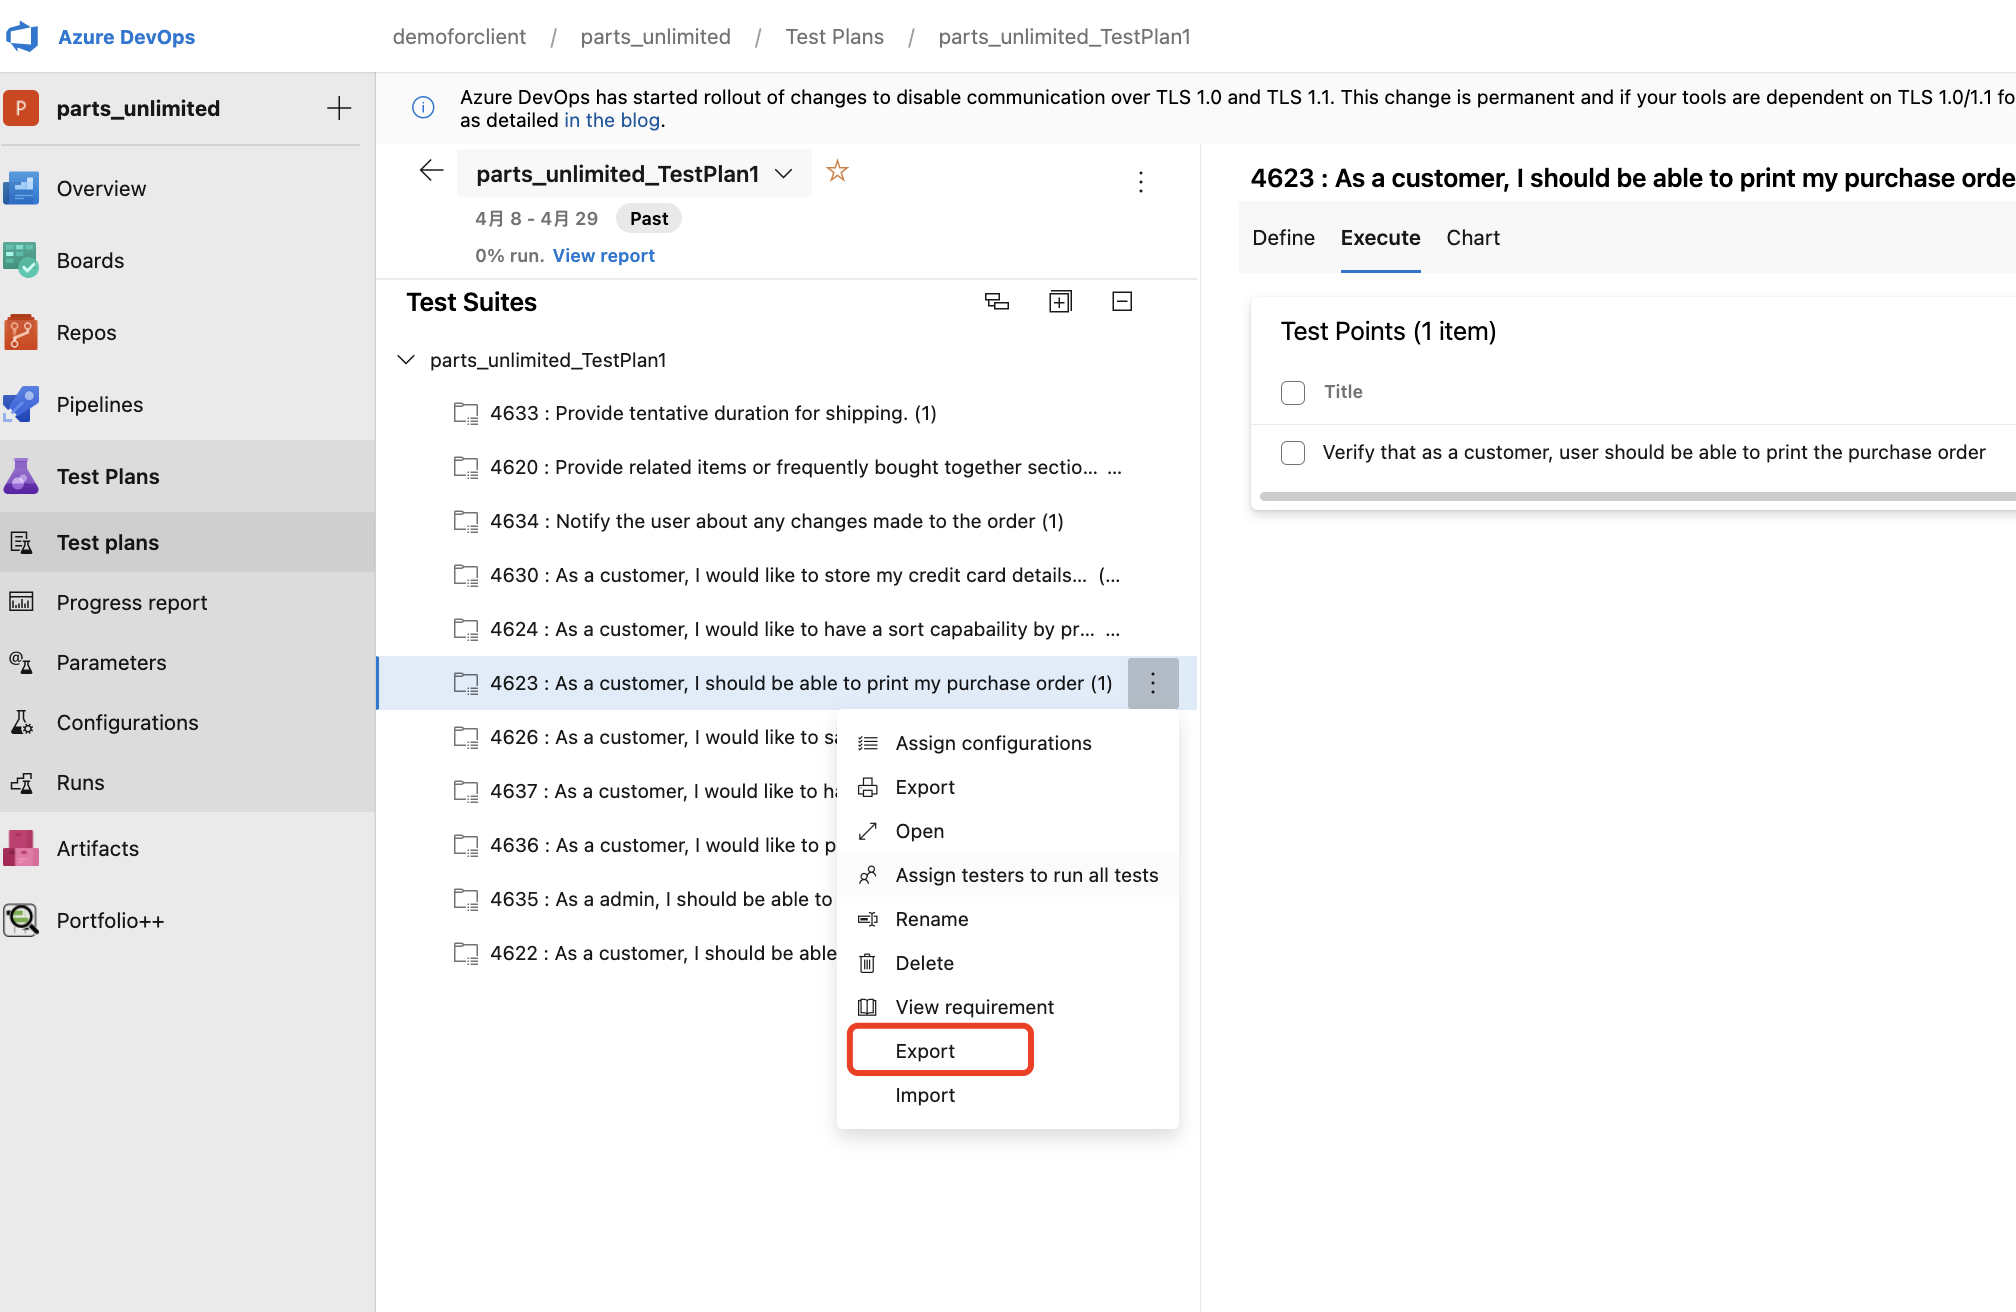 Azure DevOps
demoforclient / parts_unlimited / Test Plans / parts_unlimited_TestPlan1
P parts_unlimited
Overview
Boards
Repos
Pipelines
Test Plans
Test plans
Progress report
Parameters
Configurations
Runs
Artifacts
Portfolio++
Azure DevOps has started rollout of changes to disable communication over TLS 1.0 and TLS 1.1. This change is permanent and if your tools are dependent on TLS 1.0/1.1 fo
as detailed in the blog.
parts_unlimited_TestPlan1
4月 8 - 4月 29 Past
0% run. View report
Test Suites
parts_unlimited_TestPlan1
4633 : Provide tentative duration for shipping. (1)
4620 : Provide related items or frequently bought together sectio... ...
4634 : Notify the user about any changes made to the order (1)
4630 : As a customer, I would like to store my credit card details... (...
4624 : As a customer, I would like to have a sort capabaility by pr... ...
4623 : As a customer, I should be able to print my purchase order (1)
4626 : As a customer, I would like to sa
4637 : As a customer, I would like to ha
4636 : As a customer, I would like to p
4635 : As a admin, I should be able to
4622 : As a customer, I should be able
Assign configurations
Export
Open
Assign testers to run all tests
Rename
Delete
View requirement
Export
Import
4623 : As a customer, I should be able to print my purchase orde
Define Execute Chart
Test Points (1 item)
Title
Verify that as a customer, user should be able to print the purchase order